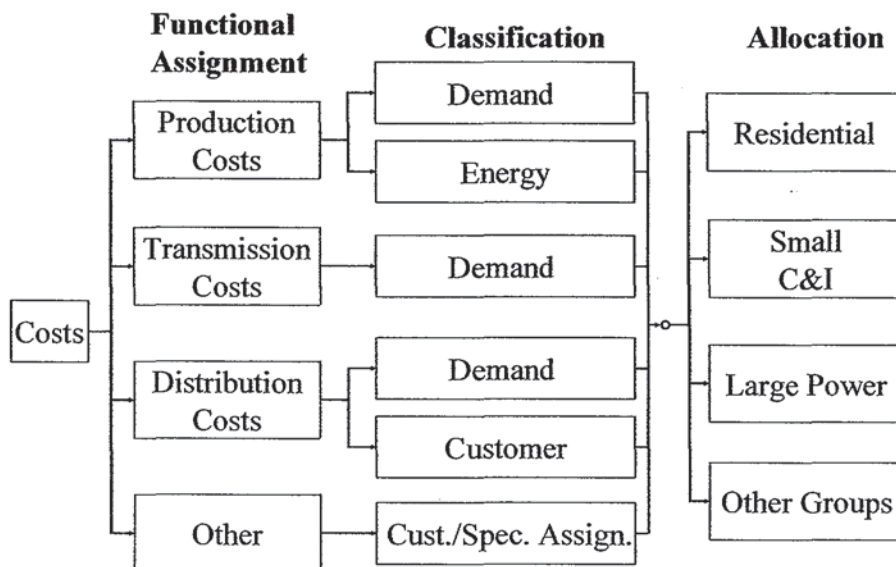 Functional
Assignment
Classification
Allocation
Production
Costs
Demand
Energy
Residential
Transmission
Costs
Demand
Small
C&I
Costs
Distribution
Costs
Demand
Customer
Large Power
Other
Cust./Spec. Assign.
Other Groups